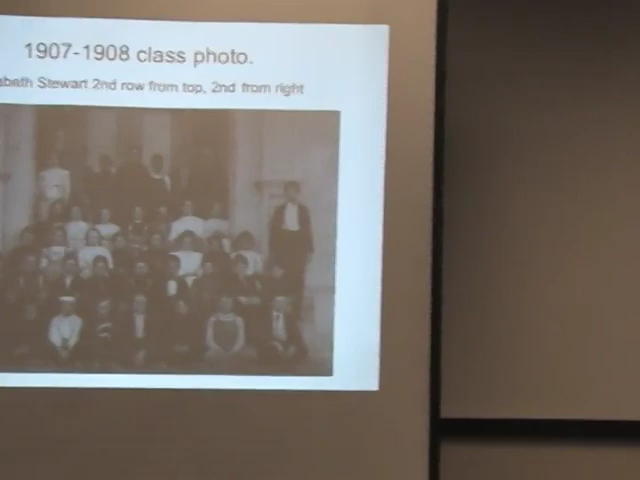 1907-1908 class photo.
abeth Stewart 2nd row from top, 2nd from right